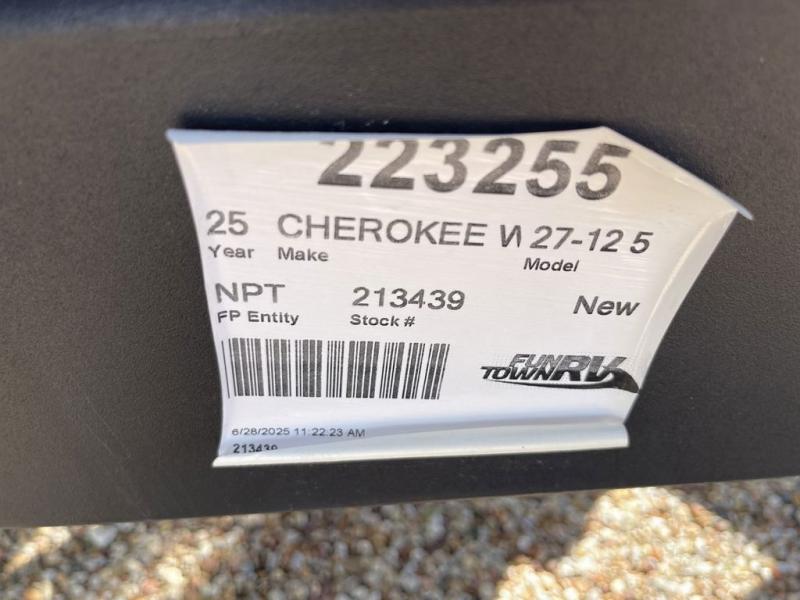 223255
25 CHEROKEE W 27-12 5
Year Make Model
NPT 213439 New
FP Entity Stock #
FUN TOWN RV
6/28/2025 11:22:23 AM
213439